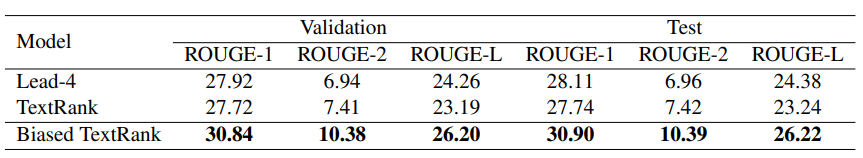 Model Validation Test
ROUGE-1 ROUGE-2 ROUGE-L ROUGE-1 ROUGE-2 ROUGE-L
Lead-4 27.92 6.94 24.26 28.11 6.96 24.38
TextRank 27.72 7.41 23.19 27.74 7.42 23.24
Biased TextRank 30.84 10.38 26.20 30.90 10.39 26.22